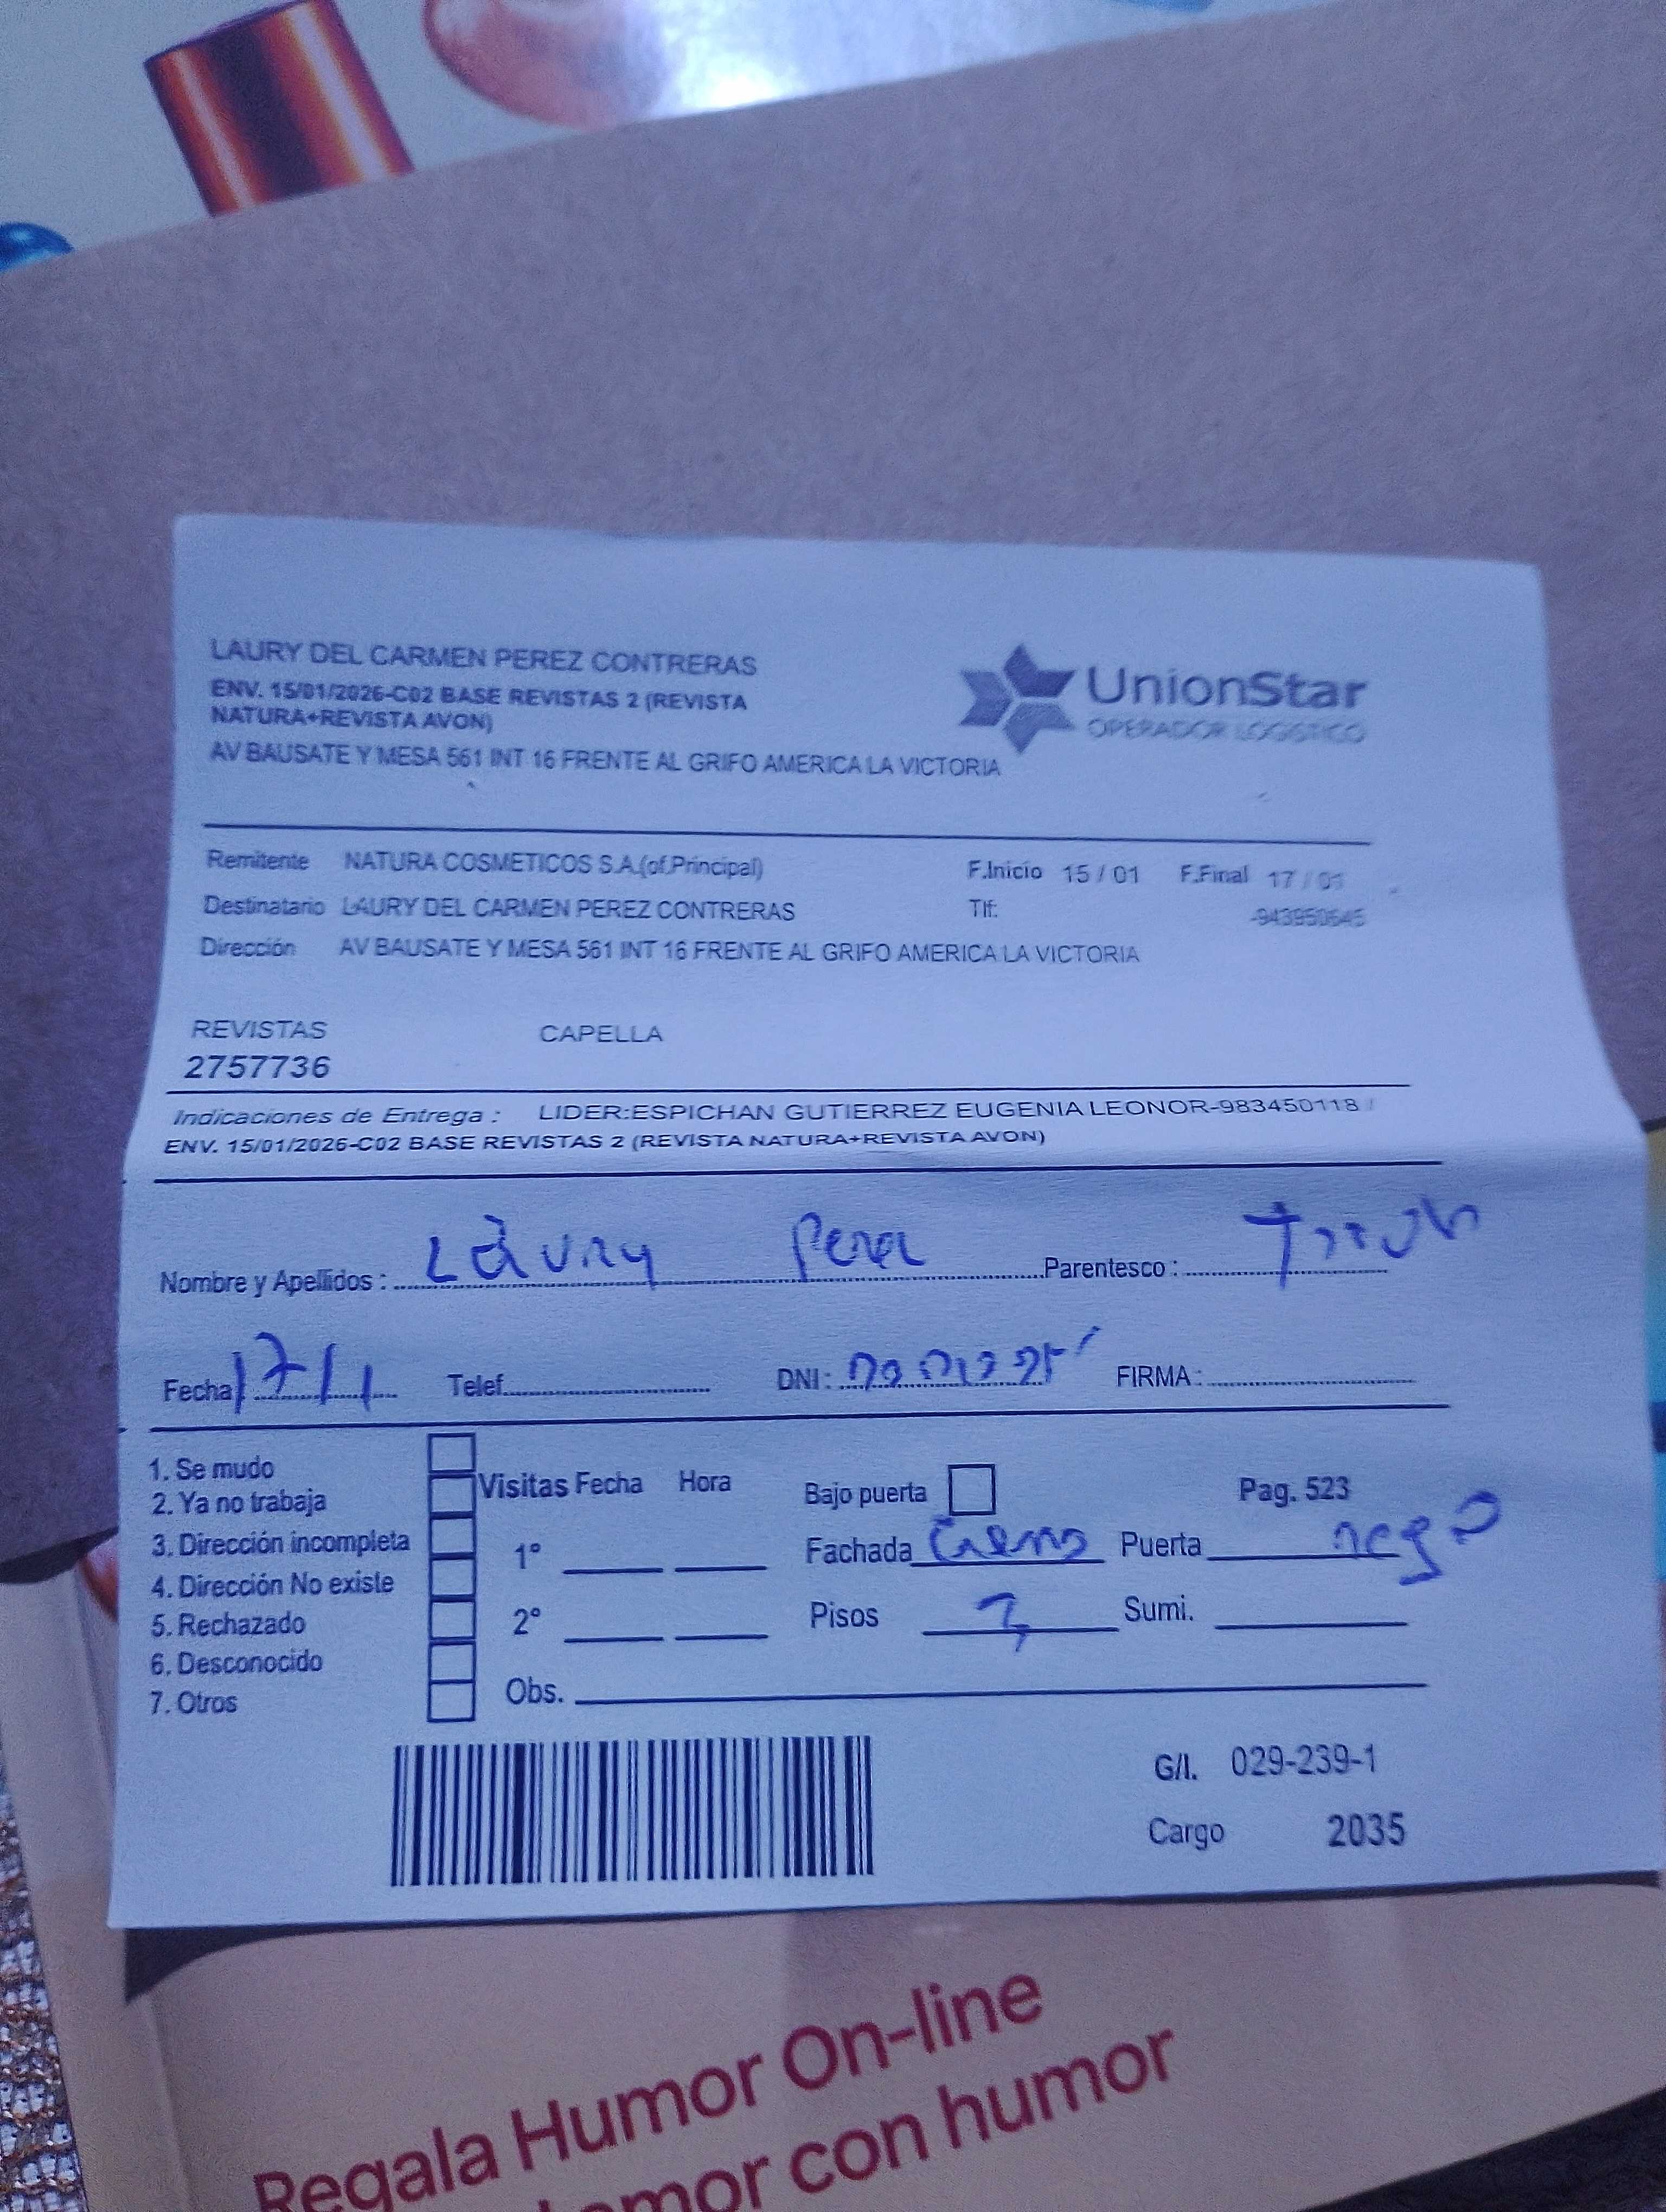 LAURY DEL CARMEN PEREZ CONTRERAS
ENV. 15/01/2026-C02 BASE REVISTAS 2 (REVISTA
NATURA+REVISTA AVON)
AV BAUSATE Y MESA 561 INT 16 FRENTE AL GRIFO AMERICA LA VICTORIA
UnionStar
OPERADOR LOGISTICO
Remitente NATURA COSMETICOS S.A.(of.Principal) F.Inicio 15 / 01 F.Final 17 /
Destinatario LAURY DEL CARMEN PEREZ CONTRERAS Tlf: -943950645
Dirección AV BAUSATE Y MESA 561 INT 16 FRENTE AL GRIFO AMERICA LA VICTORIA
REVISTAS CAPELLA
2757736
Indicaciones de Entrega : LIDER:ESPICHAN GUTIERREZ EUGENIA LEONOR-983450118 /
ENV. 15/01/2026-C02 BASE REVISTAS 2 (REVISTA NATURA+REVISTA AVON)
Nombre y Apellidos : Laury Perez Parentesco :
Fecha 17/1 Telef. DNI : FIRMA :
1. Se mudo
2. Ya no trabaja
3. Dirección incompleta
4. Dirección No existe
5. Rechazado
6. Desconocido
7. Otros
Visitas Fecha Hora
1°
2°
Obs.
Bajo puerta Pag. 523
Fachada Puerta negro
Pisos Sumi.
G/I. 029-239-1
Cargo 2035
Regala Humor On-line
con humor